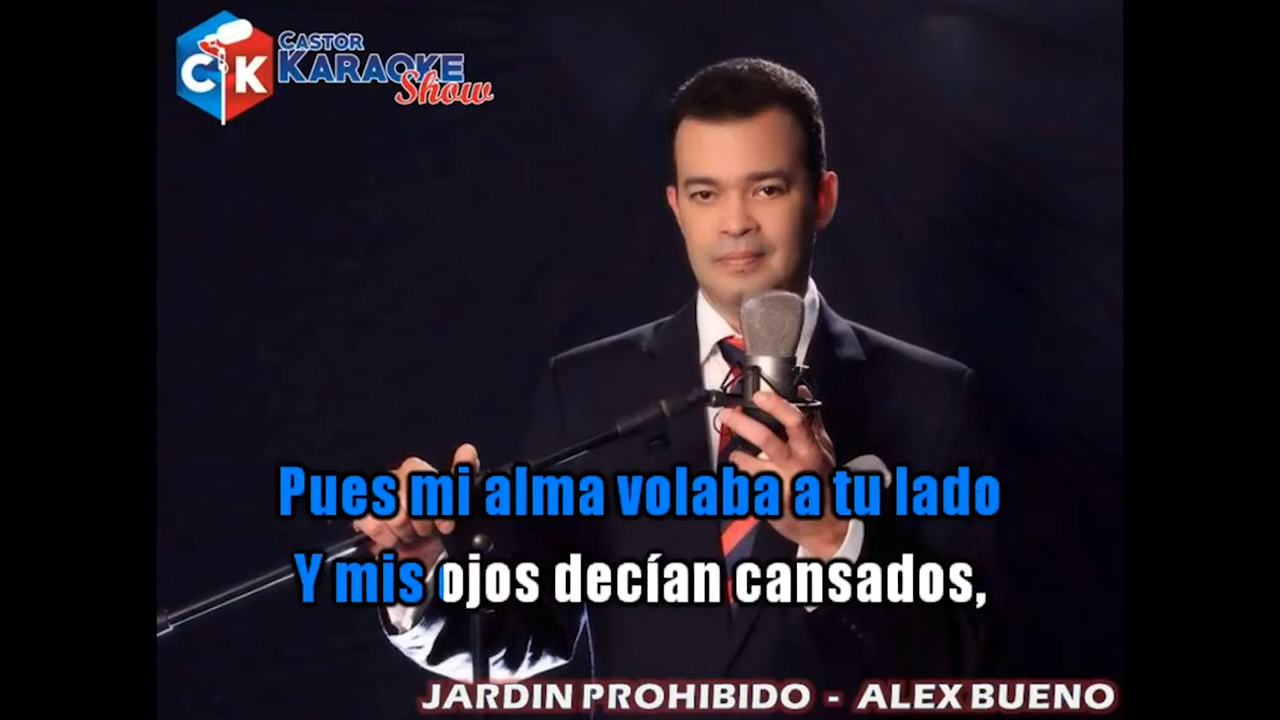 CK
CASTOR
KARAOKE
Show
Pues mi alma volaba a tu lado
Y mis ojos decían cansados,
JARDIN PROHIBIDO - ALEX BUENO